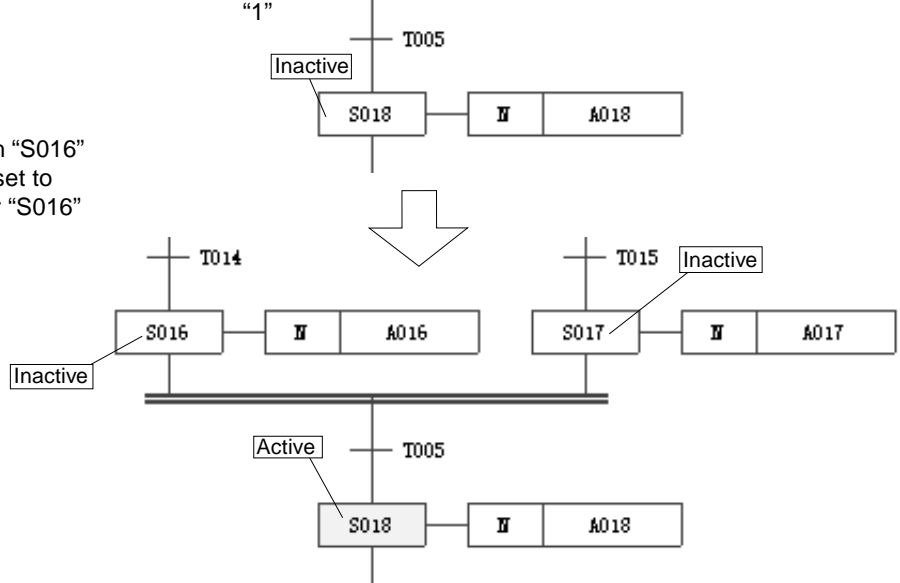 “1”
T005
Inactive
S018 N A018
n “S016”
set to
“S016”
T014 T015 Inactive
S016 N A016 S017 N A017
Inactive
Active T005
S018 N A018